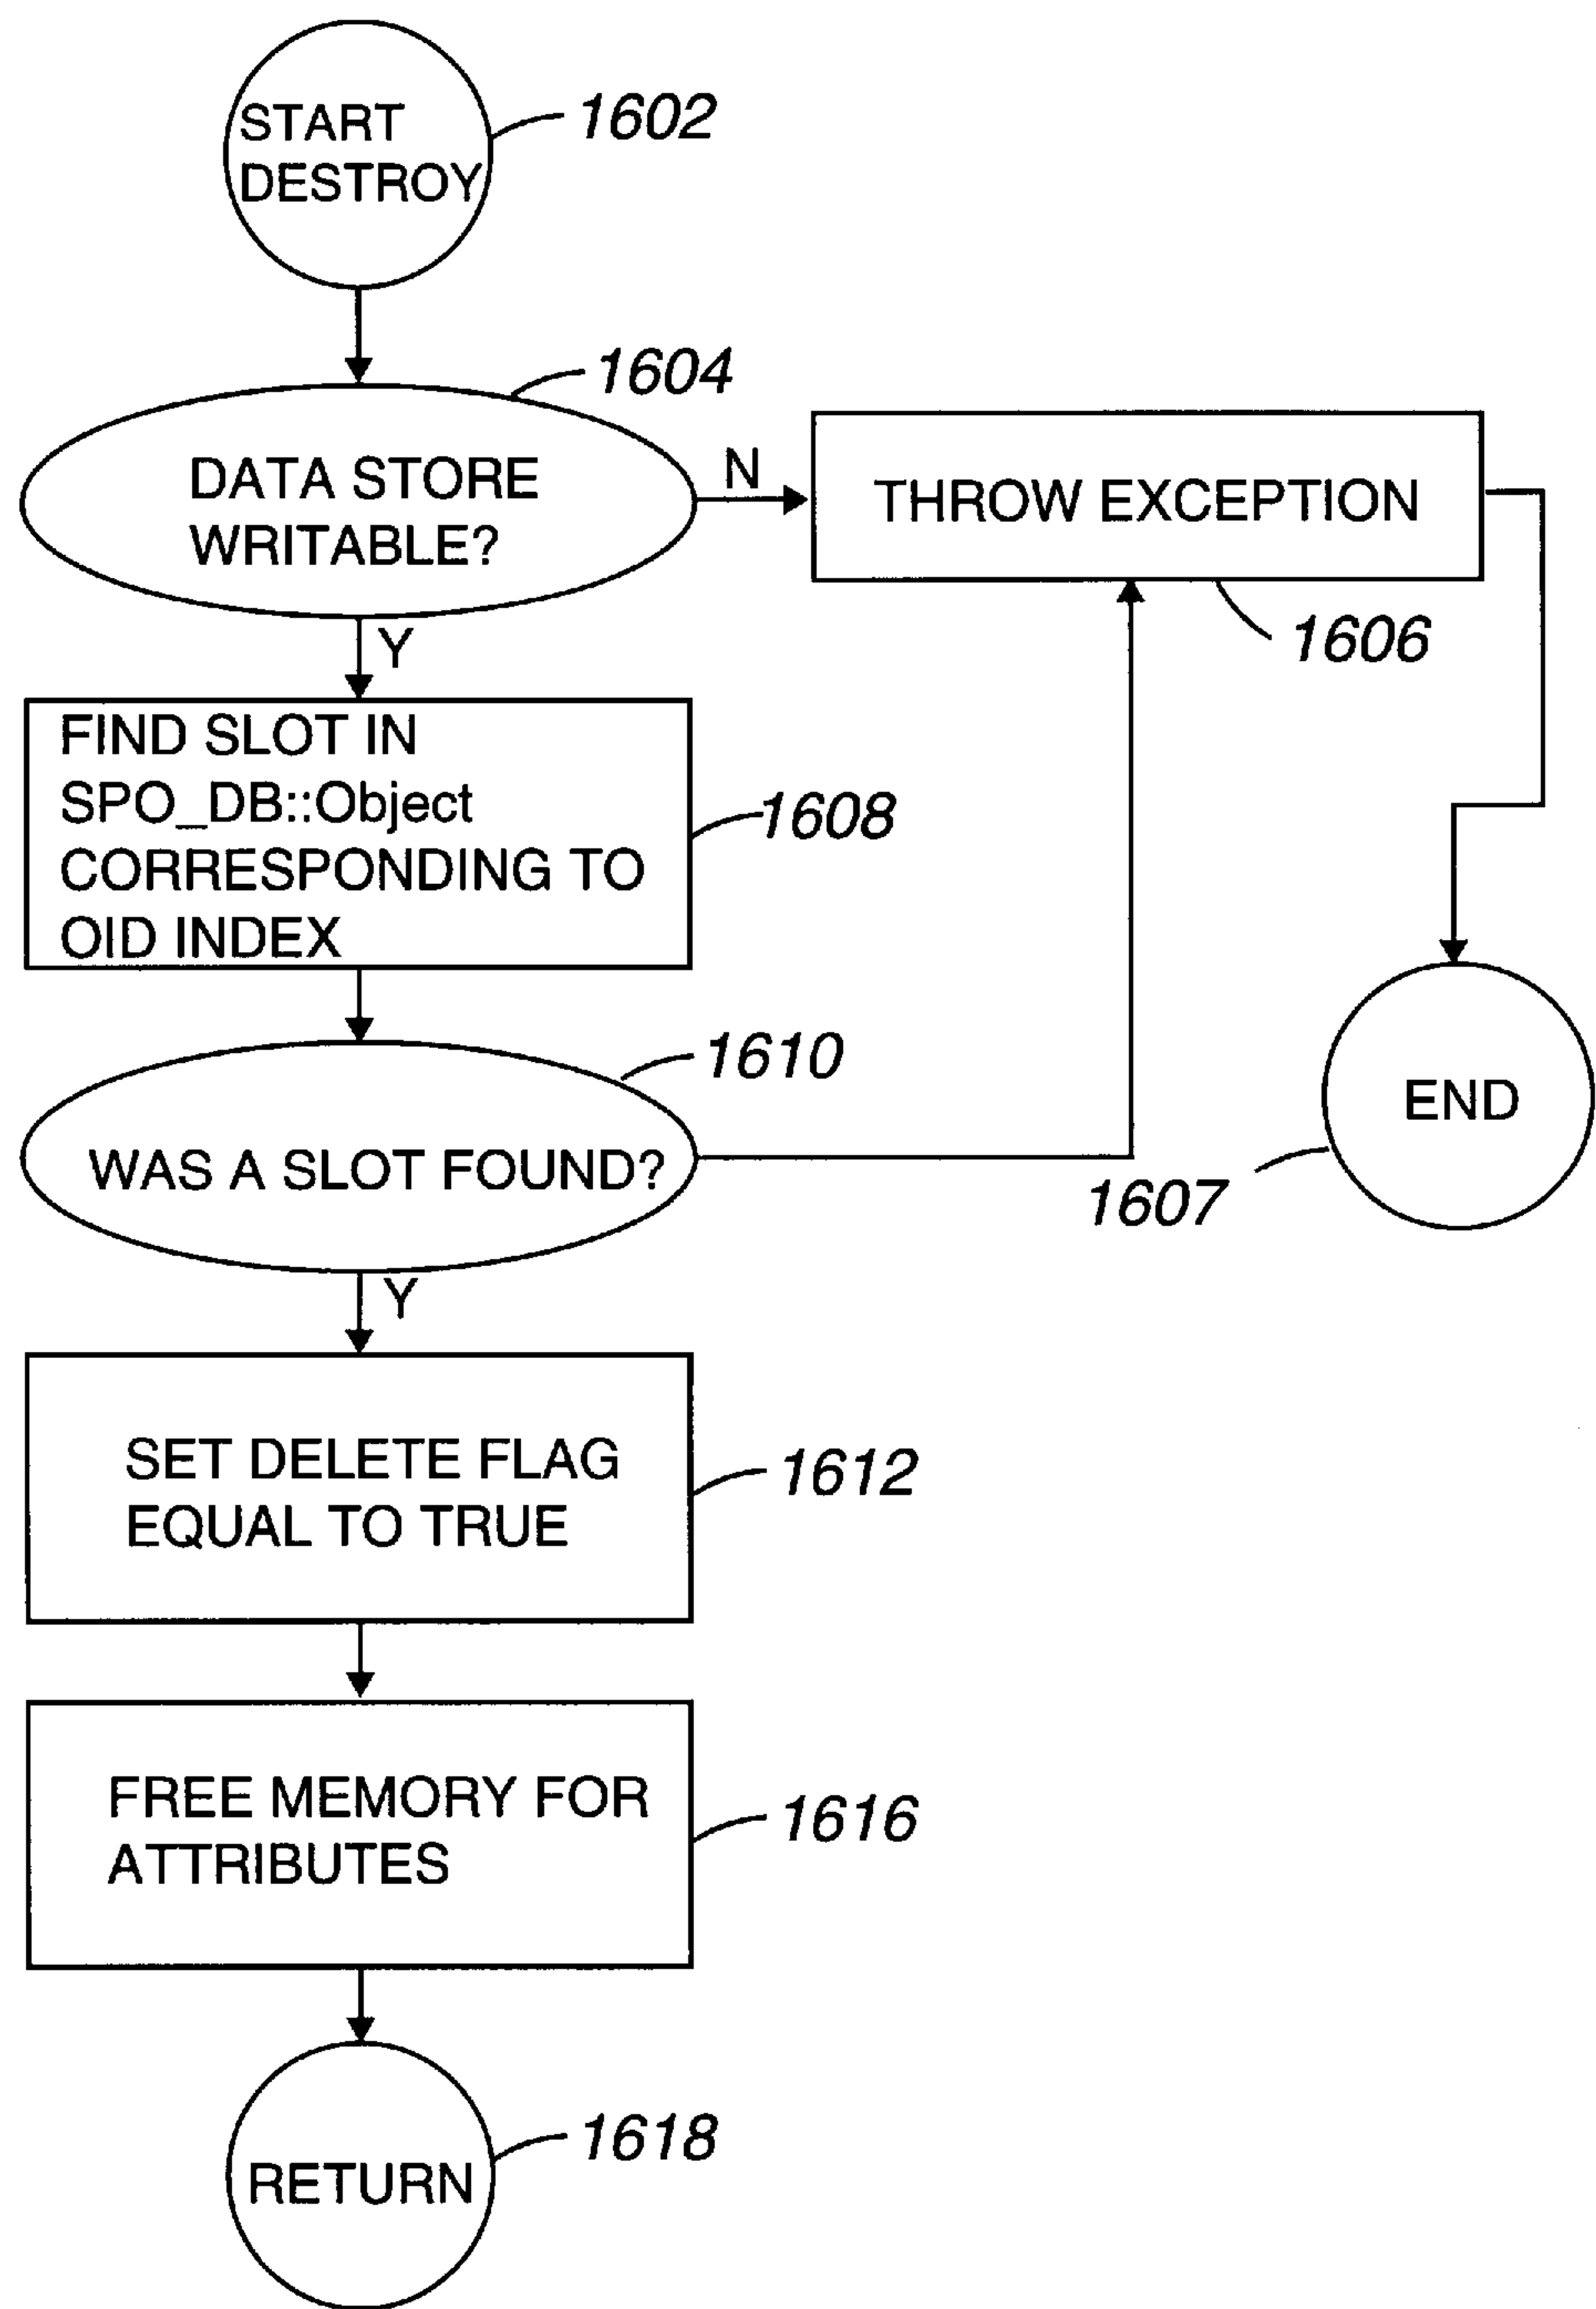 START
DESTROY
1602
1604
DATA STORE
WRITABLE?
N
THROW EXCEPTION
1606
Y
FIND SLOT IN
SPO_DB::Object
CORRESPONDING TO
OID INDEX
1608
1610
WAS A SLOT FOUND?
END
1607
Y
SET DELETE FLAG
EQUAL TO TRUE
1612
FREE MEMORY FOR
ATTRIBUTES
1616
RETURN
1618